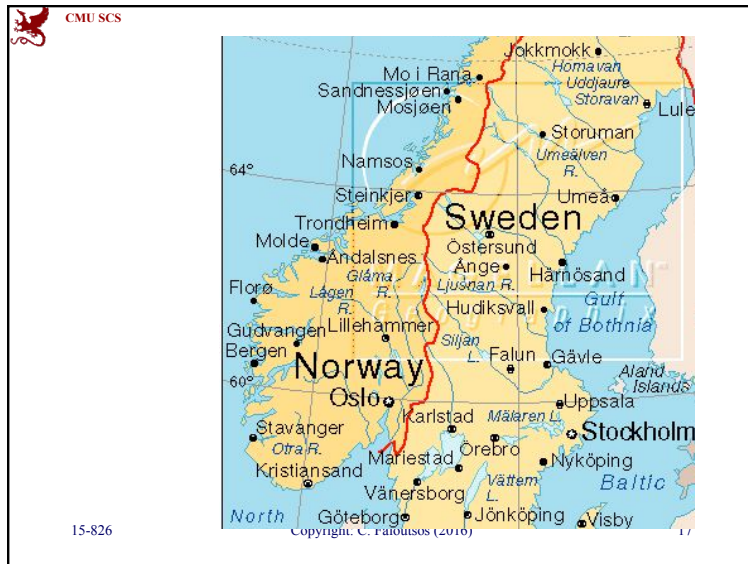 CMU SCS
Jokkmokk
Mo i Rana
Hornavan
Sandnessjøen
Uddjaure
Mosjøen
Storavan
Lule
Storuman
Umeälven
R.
Namsos
64°
Steinkjer
Umeå
Trondheim
Sweden
Molde
Östersund
Åndalsnes
Ånge
Härnösand
Glåma
R.
Ljusnan R.
Florø
Lågen
R.
Hudiksvall
Gulf
of Bothnia
Gudvangen
Lillehammer
Siljan
L.
Bergen
Falun
Gävle
Norway
Aland
Islands
60°
Oslo
Uppsala
Karlstad
Mälaren L.
Stavanger
Stockholm
Otra R.
Mariestad
Örebro
Nyköping
Kristiansand
Vänersborg
Vättern
L.
Baltic
North
Göteborg
Jönköping
Visby
15-826
Copyright: C. Faloutsos (2016)
17